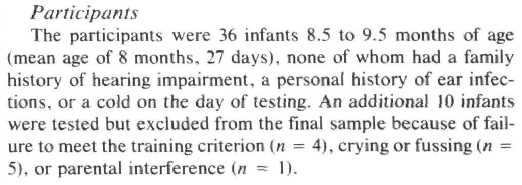 Participants
The participants were 36 infants 8.5 to 9.5 months of age
(mean age of 8 months, 27 days), none of whom had a family
history of hearing impairment, a personal history of ear infec-
tions, or a cold on the day of testing. An additional 10 infants
were tested but excluded from the final sample because of fail-
ure to meet the training criterion (n = 4), crying or fussing (n =
5), or parental interference (n = 1).